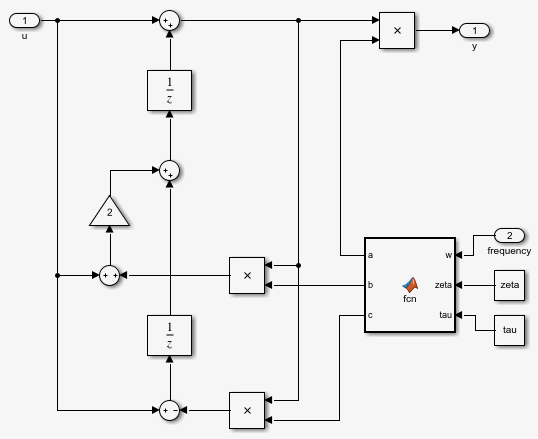 1
u
+
+
×
1
y
1
z
+
+
2
+ +
×
a
b
c
fcn
w
zeta
tau
2
frequency
zeta
tau
1
z
+ -
×